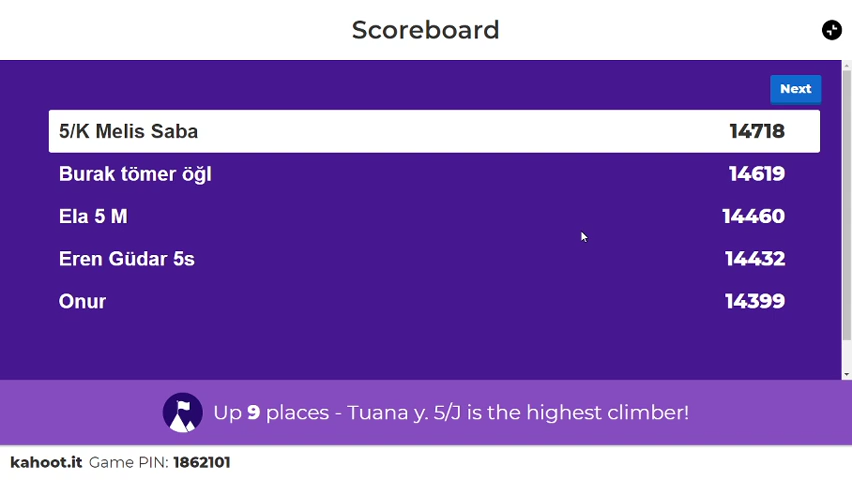 Scoreboard
Next
5/K Melis Saba 14718
Burak tömer öğl 14619
Ela 5 M 14460
Eren Güdar 5s 14432
Onur 14399
Up 9 places - Tuana y. 5/J is the highest climber!
kahoot.it Game PIN: 1862101